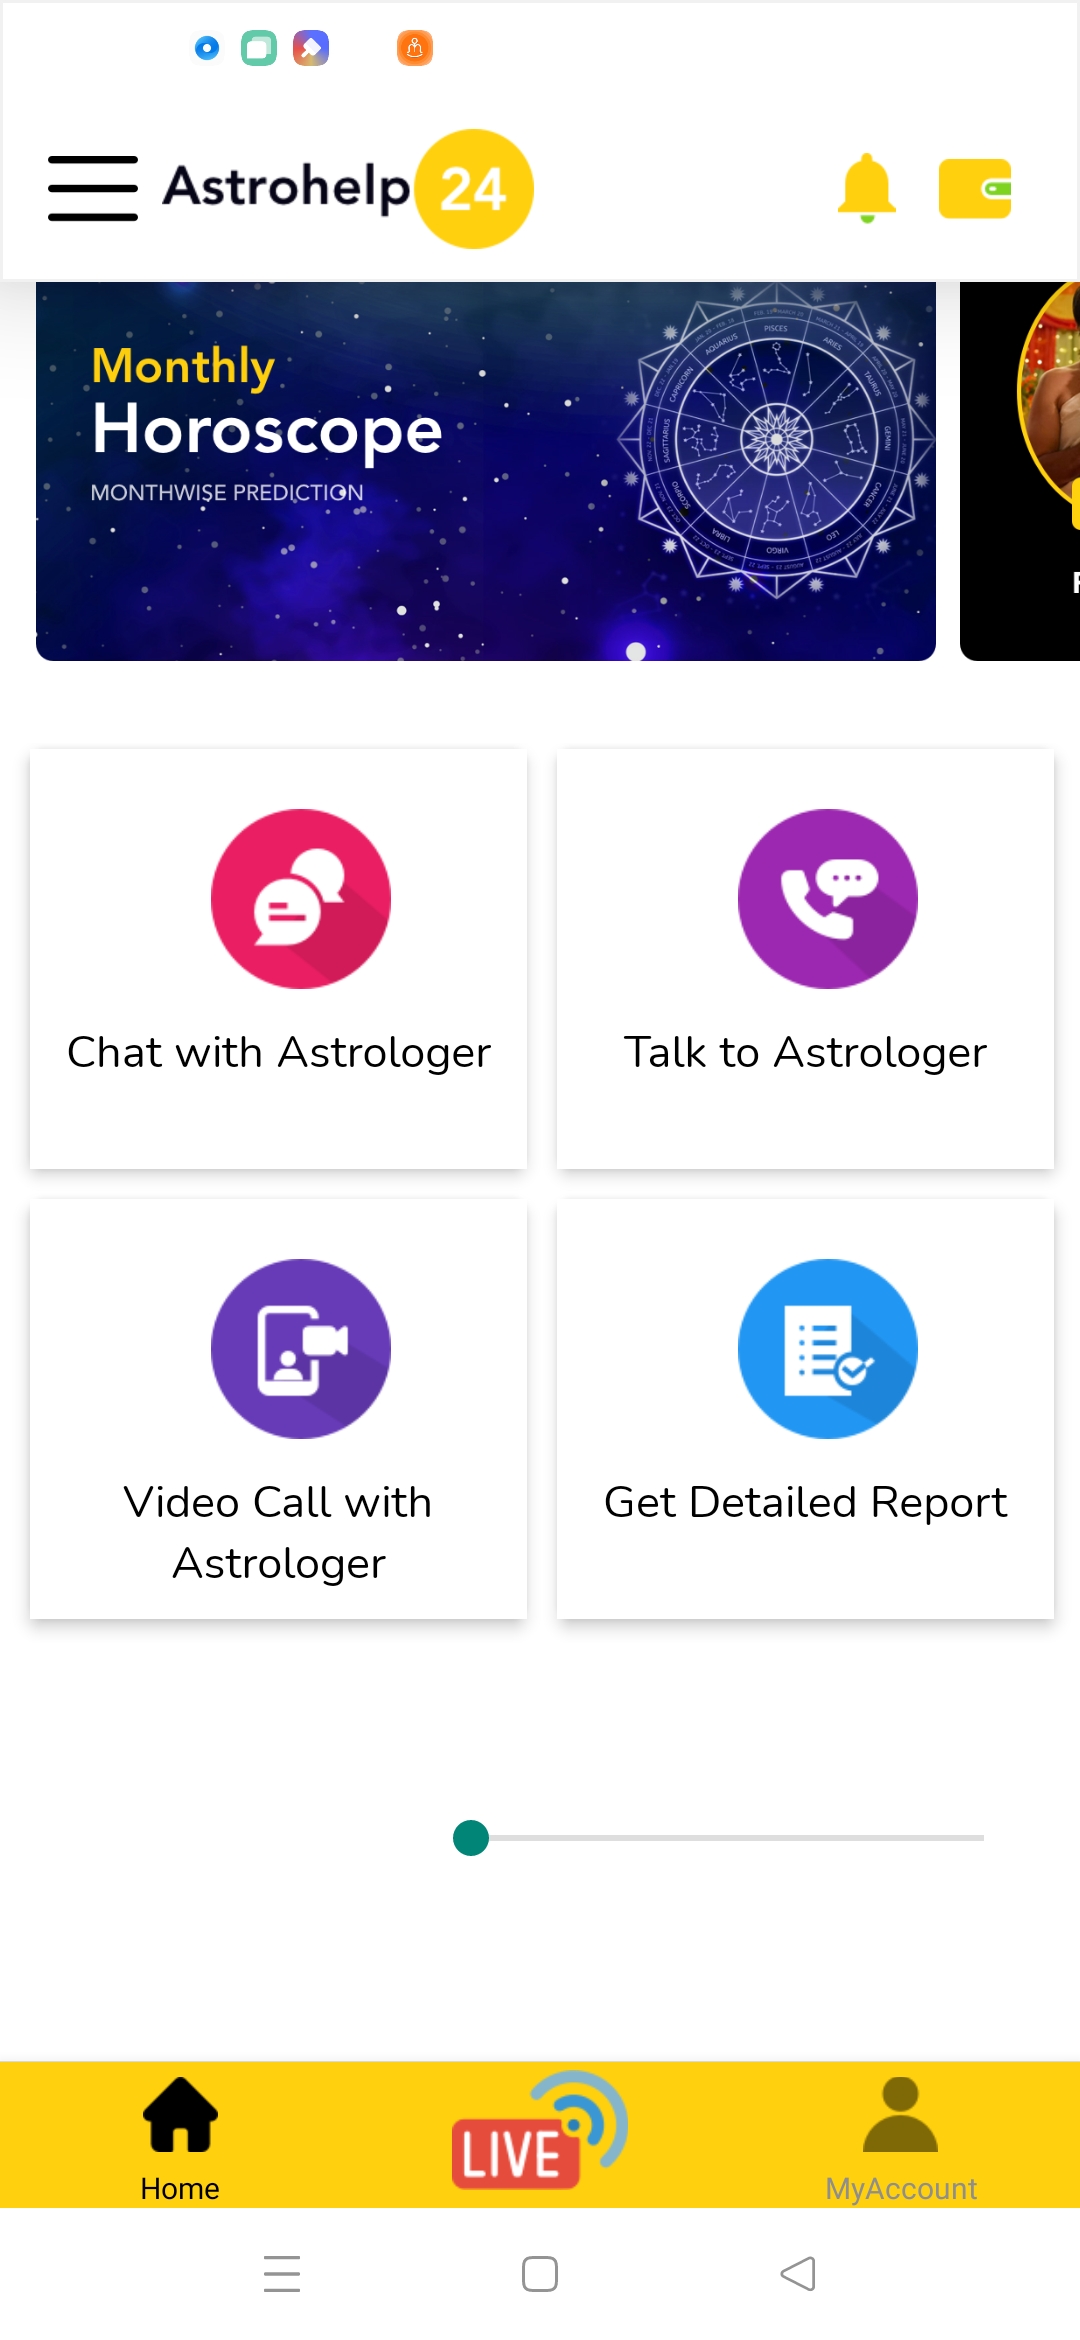 Astrohelp 24
Monthly
Horoscope
MONTHWISE PREDICTION
PISCES
ARIES
TAURUS
GEMINI
CANCER
LEO
VIRGO
LIBRA
SCORPIO
SAGITTARIUS
CAPRICORN
AQUARIUS
Chat with Astrologer
Talk to Astrologer
Video Call with
Astrologer
Get Detailed Report
LIVE
Home
MyAccount